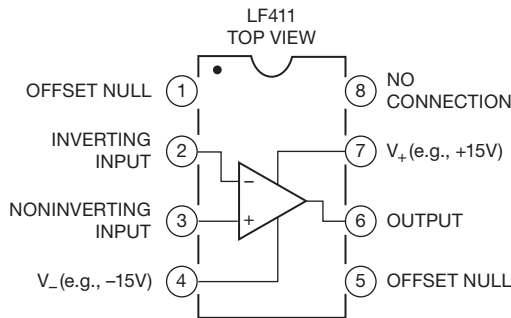 LF411
TOP VIEW
OFFSET NULL 1
8 NO
CONNECTION
INVERTING
INPUT 2
7 V+ (e.g., +15V)
−
NONINVERTING
INPUT 3
+
6 OUTPUT
V− (e.g., −15V) 4
5 OFFSET NULL